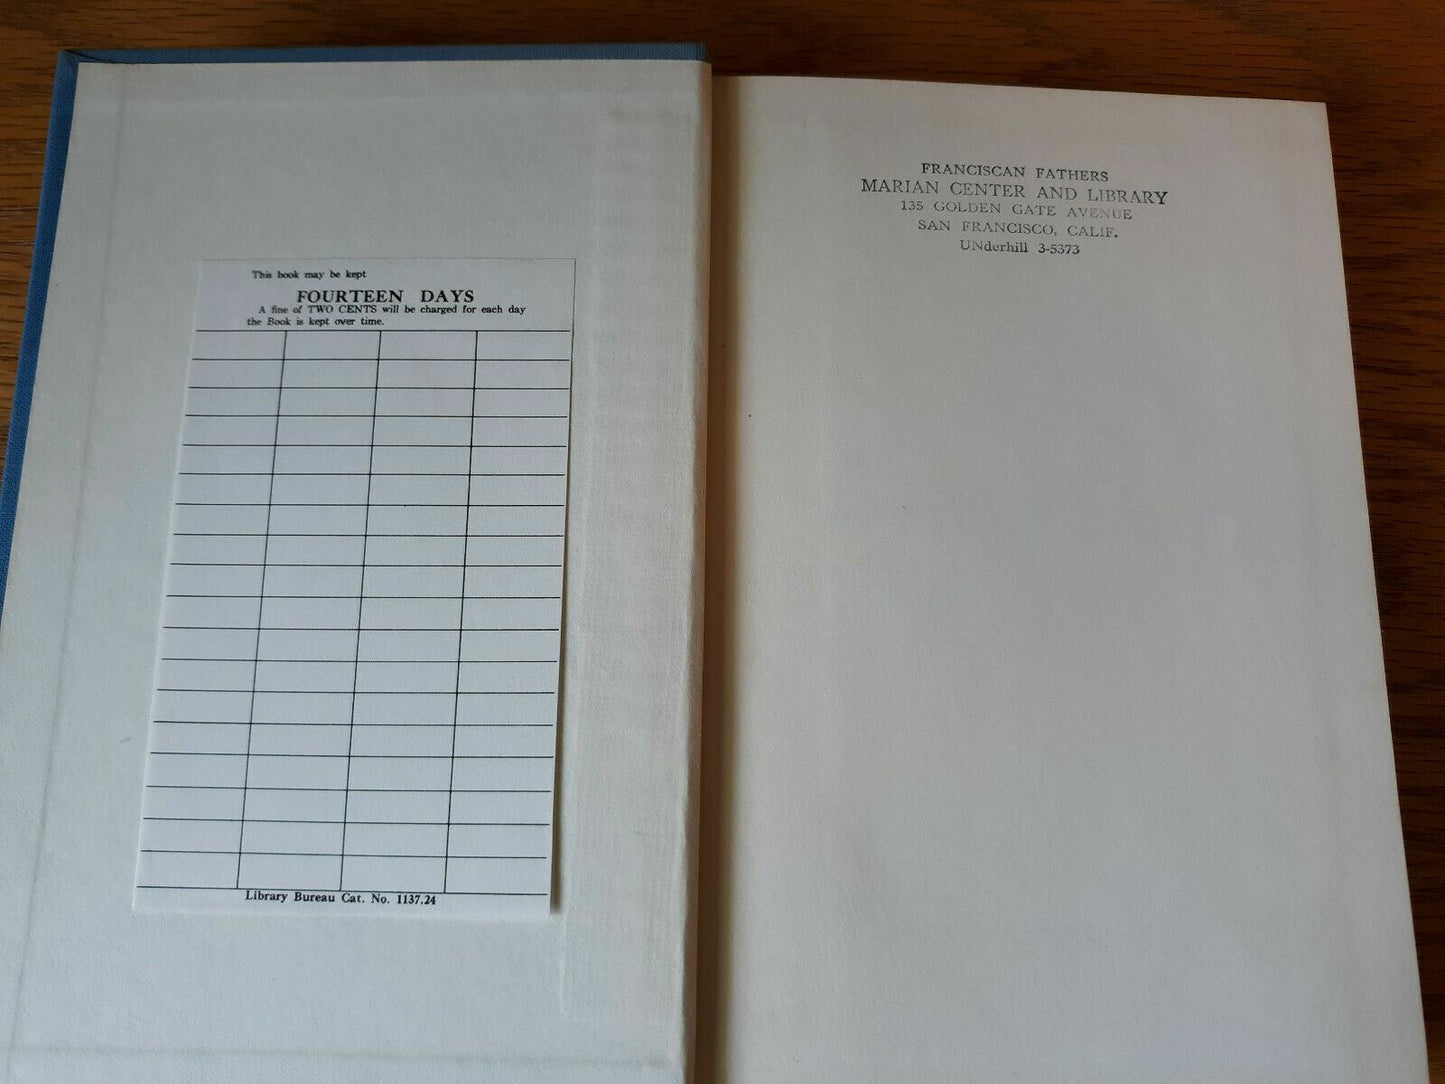 This book may be kept
FOURTEEN DAYS
A fine of TWO CENTS will be charged for each day
the Book is kept over time.
Library Bureau Cat. No. 1137.24
FRANCISCAN FATHERS
MARIAN CENTER AND LIBRARY
135 GOLDEN GATE AVENUE
SAN FRANCISCO, CALIF.
UNderhill 3-5373